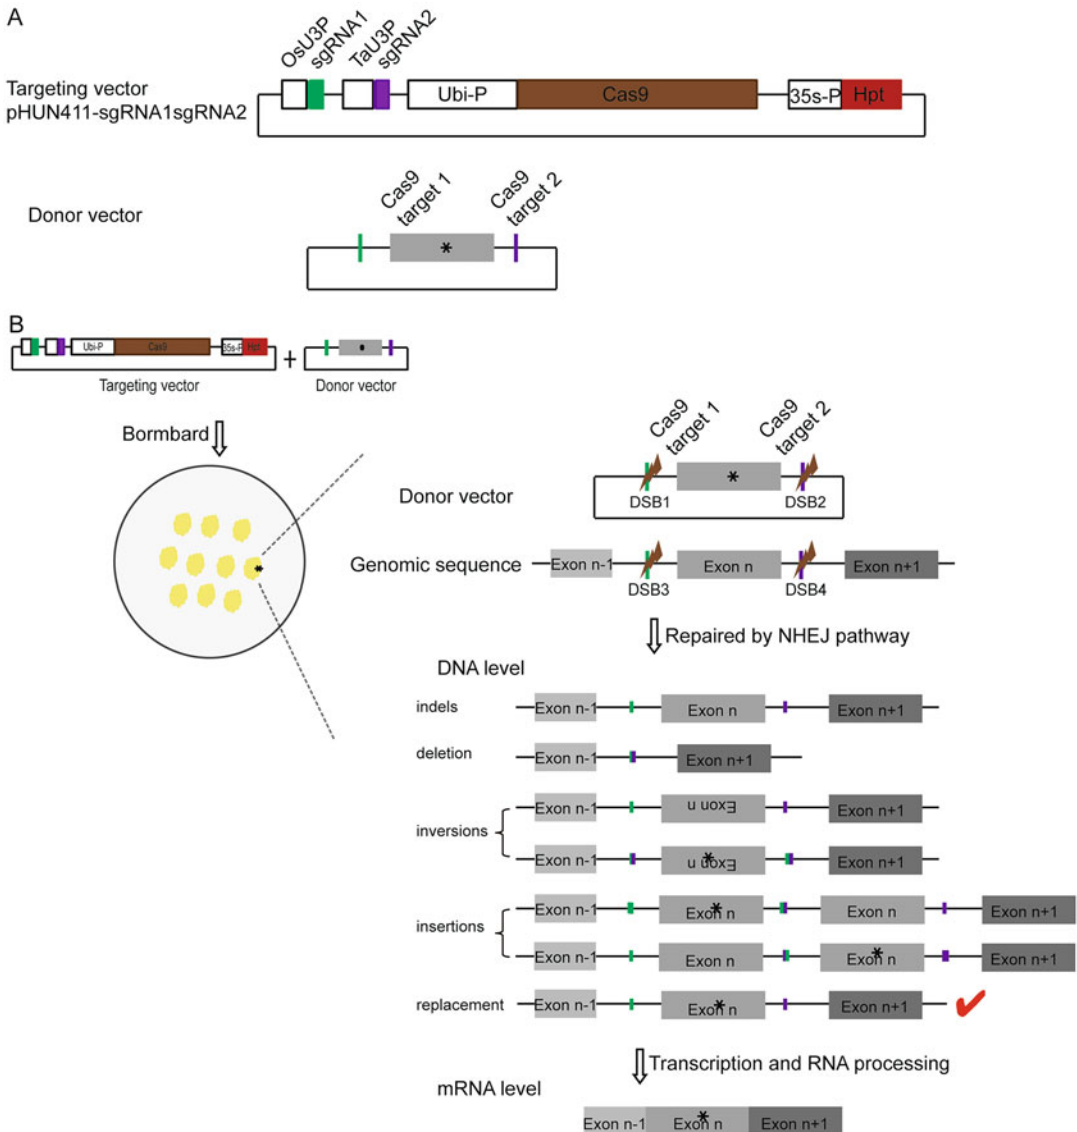 A
OsU3P
sgRNA1
TaU3P
sgRNA2
Targeting vector
pHUN411-sgRNA1sgRNA2
Ubi-P
Cas9
35s-P
Hpt
Cas9
target 1
Cas9
target 2
Donor vector
*
B
Ubi-P
Cas9
35s-P
Hpt
+
Targeting vector
Donor vector
Bormbard
Cas9
target 1
Cas9
target 2
Donor vector
*
DSB1
DSB2
Genomic sequence
Exon n-1
Exon n
Exon n+1
DSB3
DSB4
Repaired by NHEJ pathway
DNA level
indels
Exon n-1
Exon n
Exon n+1
deletion
Exon n-1
Exon n+1
inversions
Exon n-1
Exon n
Exon n+1
Exon n-1
*
Exon n
Exon n+1
insertions
Exon n-1
*
Exon n
Exon n
Exon n+1
Exon n-1
Exon n
*
Exon n
Exon n+1
replacement
Exon n-1
*
Exon n
Exon n+1
Transcription and RNA processing
mRNA level
Exon n-1
*
Exon n
Exon n+1